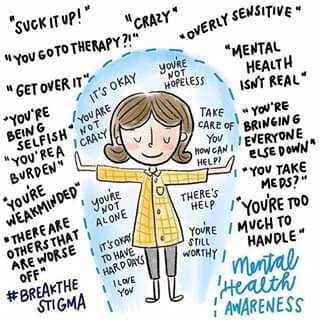 "SUCK IT UP!"
"CRAZY"
"OVERLY SENSITIVE"
"YOU GO TO THERAPY?!"
"GET OVER IT"
"YOU'RE
BEING
SELFISH"
"YOU'RE A
BURDEN"
"YOU'RE
WEAKMINDED"
"THERE ARE
OTHERS THAT
ARE WORSE
OFF"
#BREAKTHE
STIGMA
IT'S OKAY
YOU'RE
NOT
HOPELESS
YOU ARE
NOT
CRAZY
TAKE
CARE OF
YOU
HOW CAN I
HELP?
YOU'RE
NOT
ALONE
THERE'S
HELP
IT'S OKAY
TO HAVE
HARD DAYS
YOU'RE
STILL
WORTHY
I LOVE
YOU
"MENTAL
HEALTH
ISN'T REAL"
"YOU'RE
BRINGING
EVERYONE
ELSE DOWN"
"YOU TAKE
MEDS?"
"YOU'RE TOO
MUCH TO
HANDLE"
Mental
Health
AWARENESS